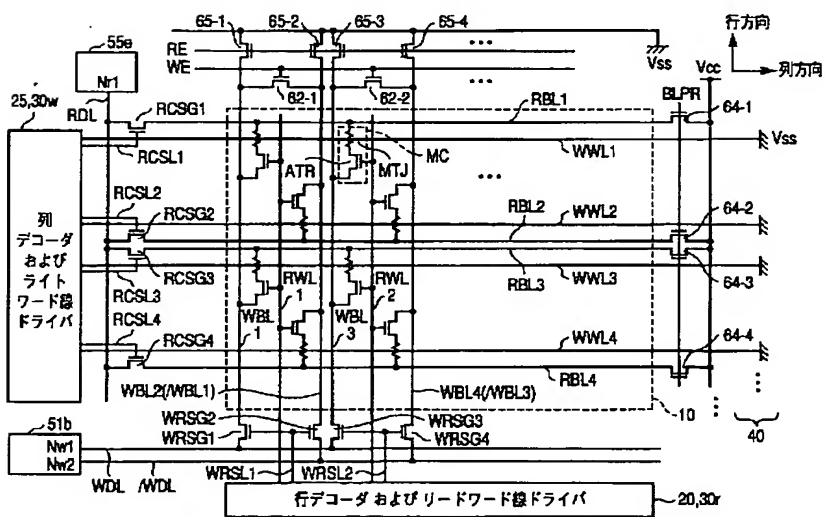 65-1 65-2 65-3 65-4
行方向
55e
RE
Vss
Vcc
列方向
WE
Nr1
RDL
RCSG1
62-1
62-2
RBL1
BLPR
64-1
25,30w
MC
Vss
RCSL1
ATR
MTJ
WWL1
RCSL2
RCSG2
RBL2
WWL2
64-2
列
デコーダ
および
ライト
ワード線
ドライバ
RCSG3
RWL
1
RWL
2
RBL3
WWL3
64-3
RCSL3
WBL
1
WBL
3
RCSL4
RCSG4
WWL4
64-4
WBL2(/WBL1)
WBL4(/WBL3)
RBL4
10
40
WRSG2
WRSG1
WRSG3
WRSG4
51b
Nw1
Nw2
WRSL1
WRSL2
WDL
/WDL
行デコーダ および リードワード線ドライバ
20,30r